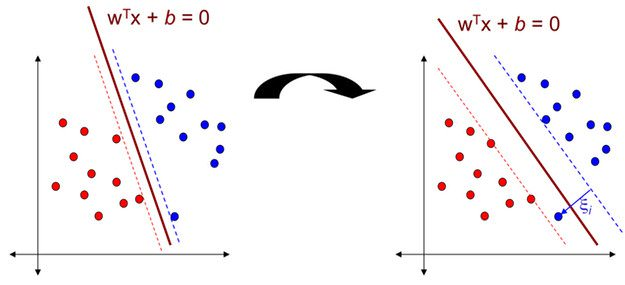 wᵀx + b = 0
wᵀx + b = 0
ξᵢ